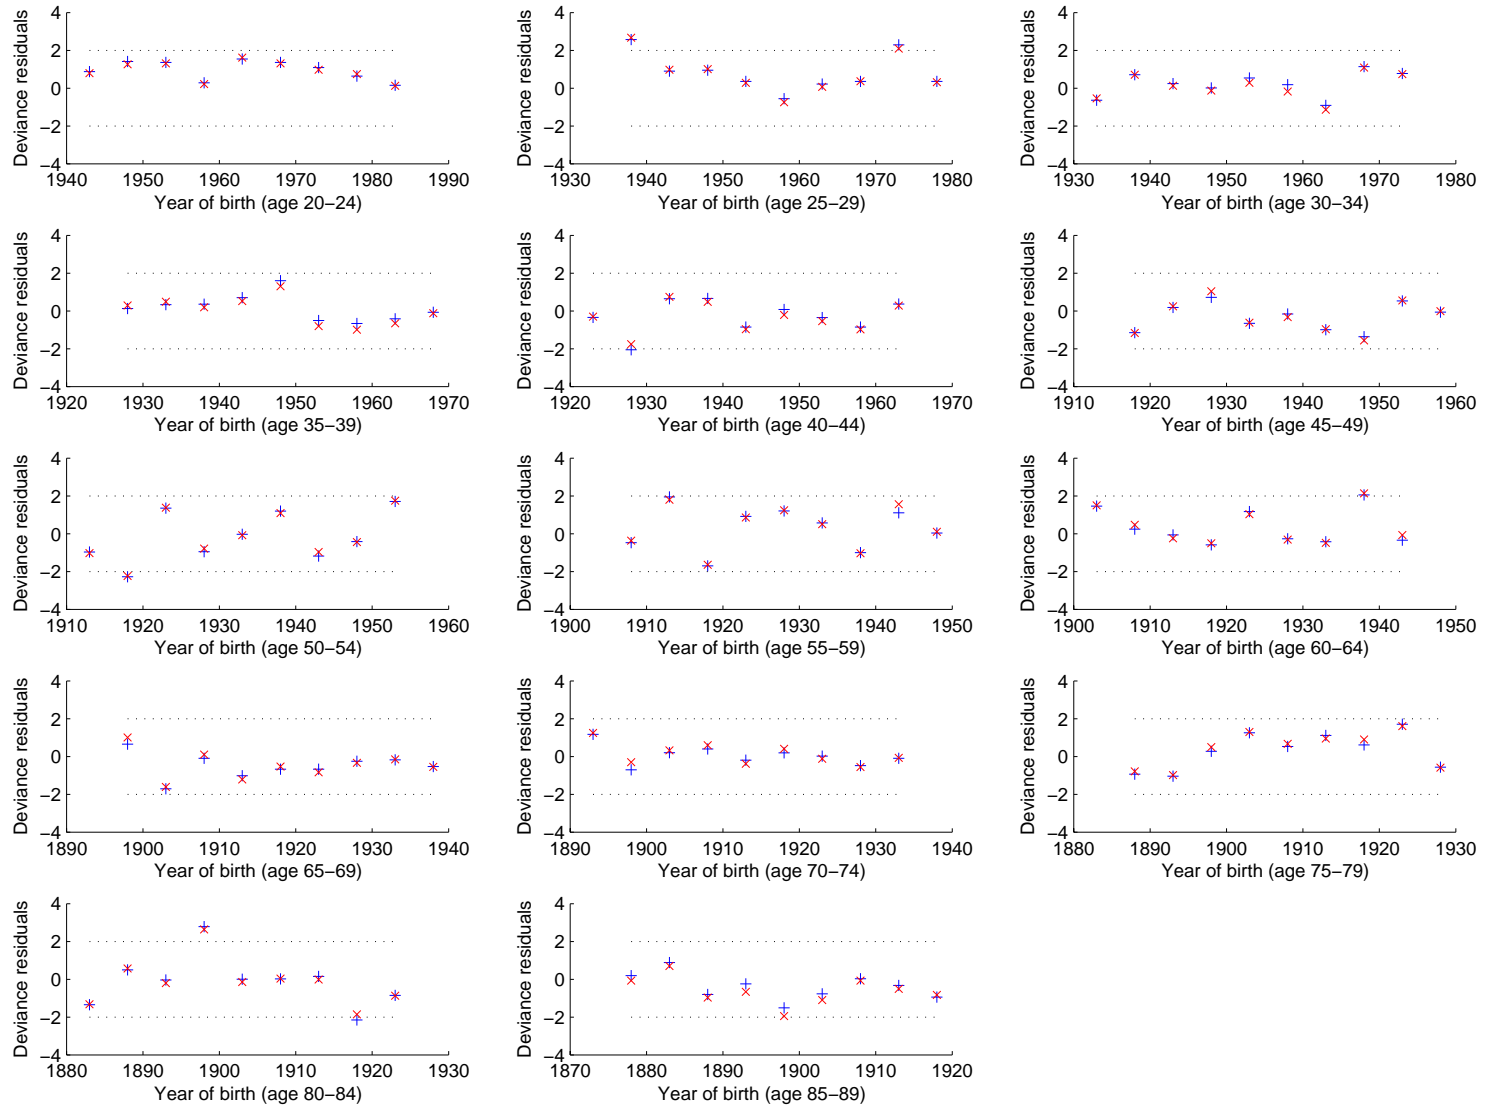 4
2
0
−2
−4
1940 1950 1960 1970 1980 1990
Deviance residuals
Year of birth (age 20−24)
4
2
0
−2
−4
1930 1940 1950 1960 1970 1980
Deviance residuals
Year of birth (age 25−29)
4
2
0
−2
−4
1930 1940 1950 1960 1970 1980
Deviance residuals
Year of birth (age 30−34)
4
2
0
−2
−4
1920 1930 1940 1950 1960 1970
Deviance residuals
Year of birth (age 35−39)
4
2
0
−2
−4
1920 1930 1940 1950 1960 1970
Deviance residuals
Year of birth (age 40−44)
4
2
0
−2
−4
1910 1920 1930 1940 1950 1960
Deviance residuals
Year of birth (age 45−49)
4
2
0
−2
−4
1910 1920 1930 1940 1950 1960
Deviance residuals
Year of birth (age 50−54)
4
2
0
−2
−4
1900 1910 1920 1930 1940 1950
Deviance residuals
Year of birth (age 55−59)
4
2
0
−2
−4
1900 1910 1920 1930 1940 1950
Deviance residuals
Year of birth (age 60−64)
4
2
0
−2
−4
1890 1900 1910 1920 1930 1940
Deviance residuals
Year of birth (age 65−69)
4
2
0
−2
−4
1890 1900 1910 1920 1930 1940
Deviance residuals
Year of birth (age 70−74)
4
2
0
−2
−4
1880 1890 1900 1910 1920 1930
Deviance residuals
Year of birth (age 75−79)
4
2
0
−2
−4
1880 1890 1900 1910 1920 1930
Deviance residuals
Year of birth (age 80−84)
4
2
0
−2
−4
1870 1880 1890 1900 1910 1920
Deviance residuals
Year of birth (age 85−89)